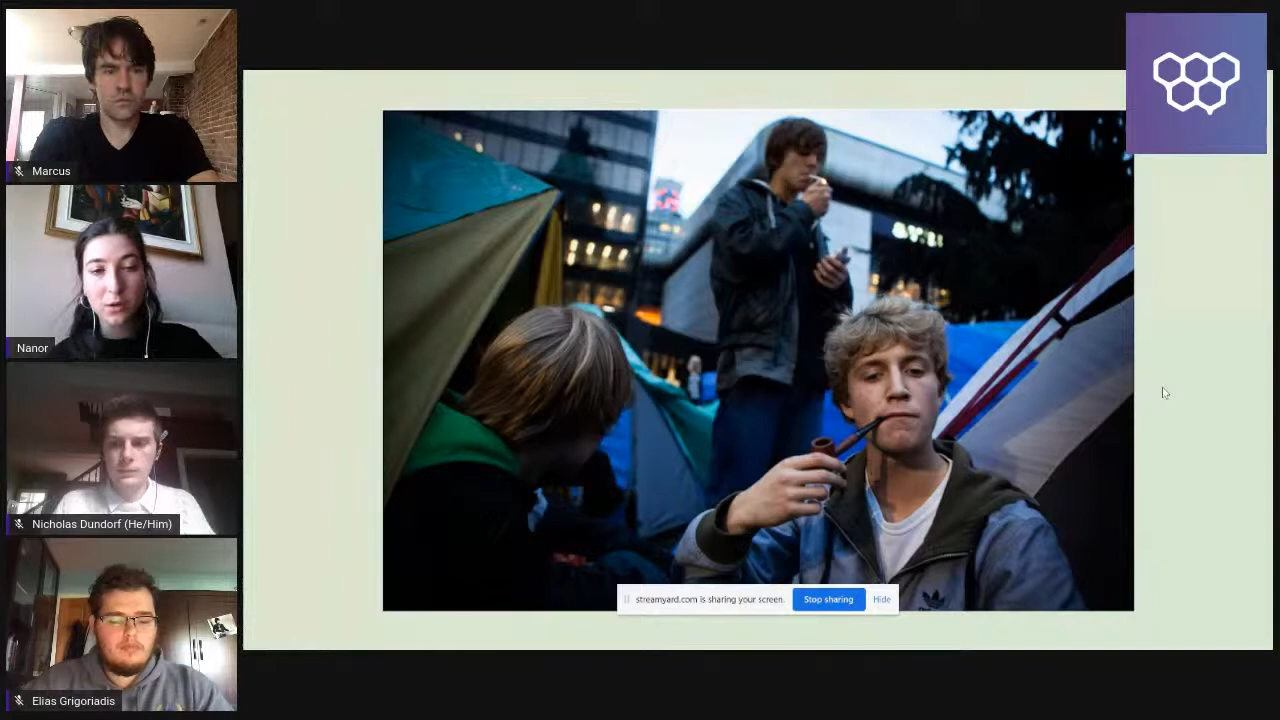 Marcus
Nanor
Nicholas Dundorf (He/Him)
Elias Grigoriadis
streamyard.com is sharing your screen.
Stop sharing
Hide